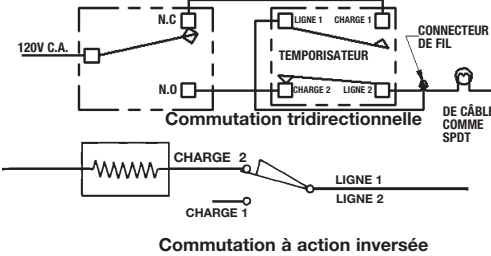 N.C
LIGNE 1
CHARGE 1
CONNECTEUR
DE FIL
120V C.A.
TEMPORISATEUR
N.O
CHARGE 2
LIGNE 2
DE CÂBLE
COMME
SPDT
Commutation tridirectionnelle
CHARGE 2
LIGNE 1
LIGNE 2
CHARGE 1
Commutation à action inversée